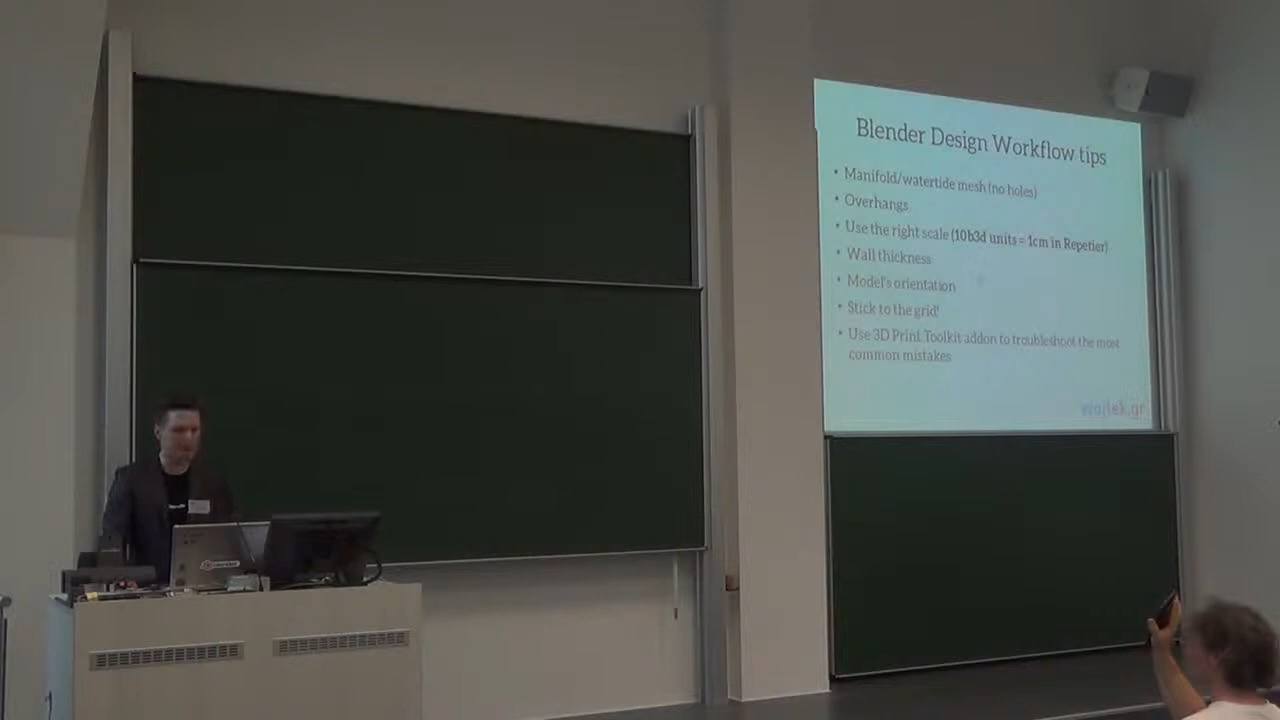 Blender Design Workflow tips
• Manifold/watertide mesh (no holes)
• Overhangs
• Use the right scale (10b3d units = 1cm in Repetier)
• Wall thickness
• Model's orientation
• Stick to the grid!
• Use 3D Print Toolkit addon to troubleshoot the most
common mistakes
wojtek.gr